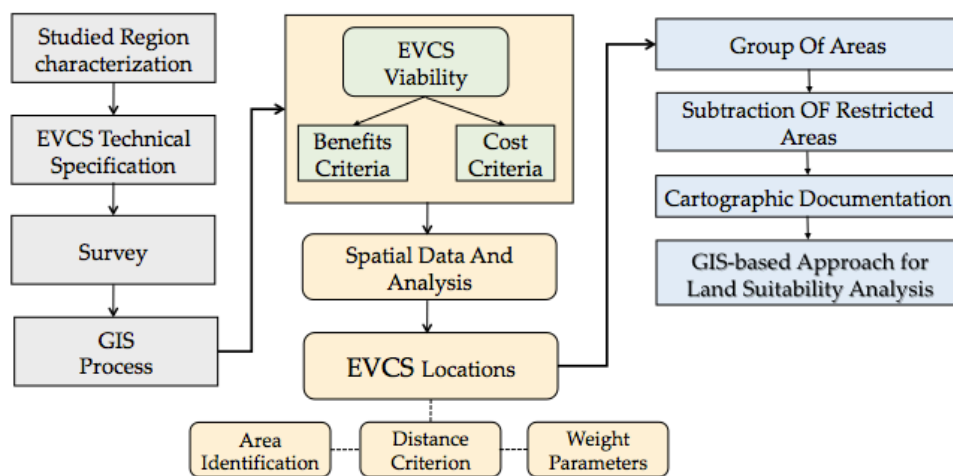 Studied Region
characterization
EVCS Technical
Specification
Survey
GIS
Process
EVCS
Viability
Benefits
Criteria
Cost
Criteria
Spatial Data And
Analysis
EVCS Locations
Area
Identification
Distance
Criterion
Weight
Parameters
Group Of Areas
Subtraction OF Restricted
Areas
Cartographic Documentation
GIS-based Approach for
Land Suitability Analysis